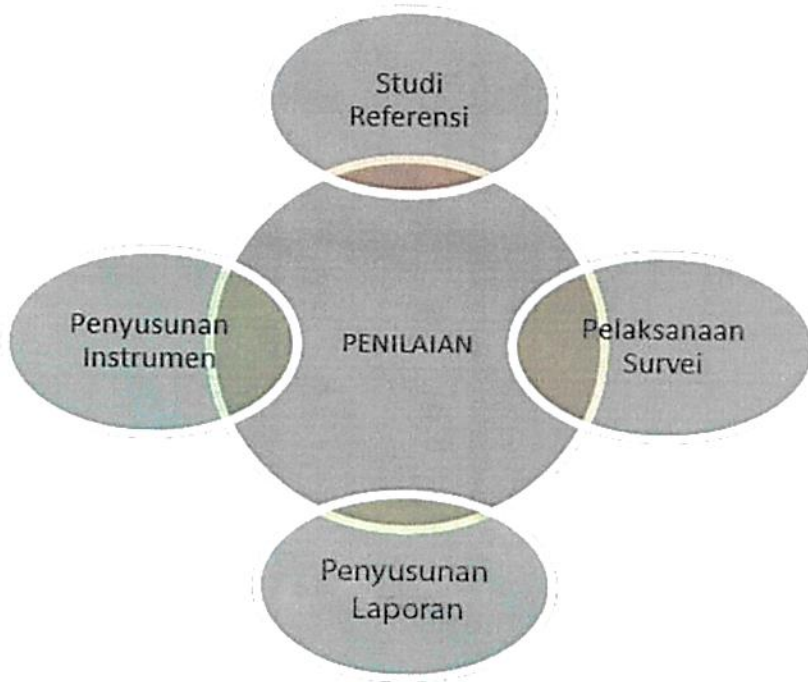 Studi
Referensi
Penyusunan
Instrumen
PENILAIAN
Pelaksanaan
Survei
Penyusunan
Laporan